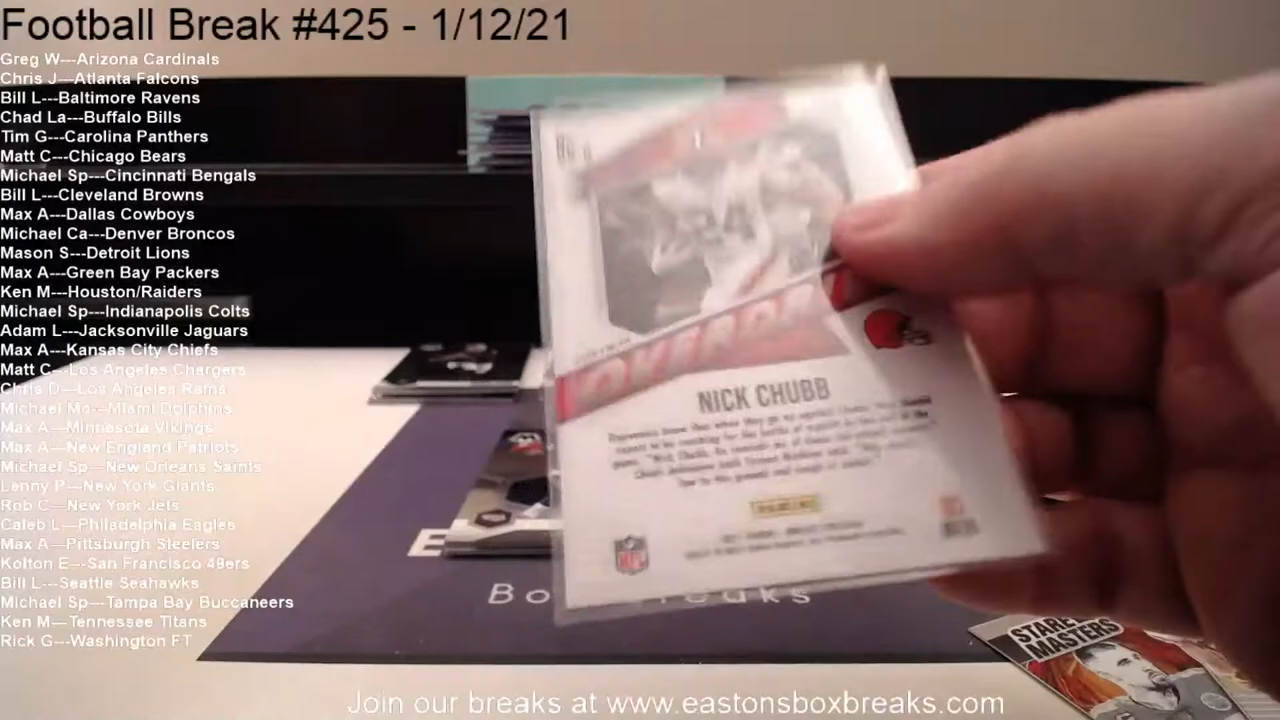 Football Break #425 - 1/12/21
Greg W---Arizona Cardinals
Chris J---Atlanta Falcons
Bill L---Baltimore Ravens
Chad La---Buffalo Bills
Tim G---Carolina Panthers
Matt C---Chicago Bears
Michael Sp---Cincinnati Bengals
Bill L---Cleveland Browns
Max A---Dallas Cowboys
Michael Ca---Denver Broncos
Mason S---Detroit Lions
Max A---Green Bay Packers
Ken M---Houston/Raiders
Michael Sp---Indianapolis Colts
Adam L---Jacksonville Jaguars
Max A---Kansas City Chiefs
Matt C---Los Angeles Chargers
Chris D---Los Angeles Rams
Michael Mo---Miami Dolphins
Max A---Minnesota Vikings
Max A---New England Patriots
Michael Sp---New Orleans Saints
Lenny P---New York Giants
Rob C---New York Jets
Caleb L---Philadelphia Eagles
Max A---Pittsburgh Steelers
Kolton E---San Francisco 49ers
Bill L---Seattle Seahawks
Michael Sp---Tampa Bay Buccaneers
Ken M---Tennessee Titans
Rick G---Washington FT
NICK CHUBB
PANINI
NFL
STARE
MASTERS
Join our breaks at www.eastonsboxbreaks.com